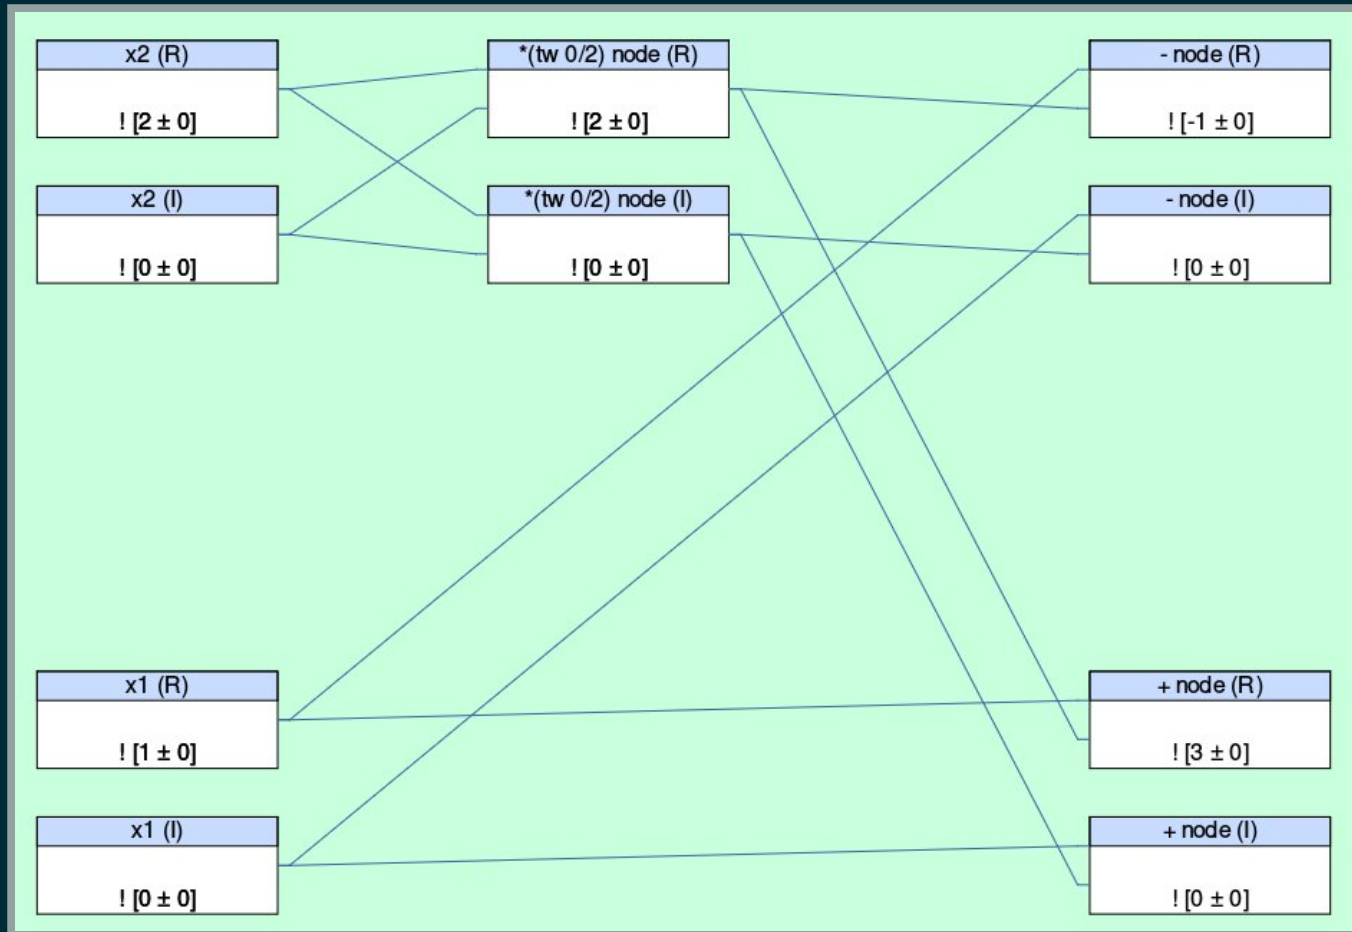 x2 (R)
! [2 ± 0]
*(tw 0/2) node (R)
! [2 ± 0]
- node (R)
! [-1 ± 0]
x2 (I)
! [0 ± 0]
*(tw 0/2) node (I)
! [0 ± 0]
- node (I)
! [0 ± 0]
x1 (R)
! [1 ± 0]
+ node (R)
! [3 ± 0]
x1 (I)
! [0 ± 0]
+ node (I)
! [0 ± 0]